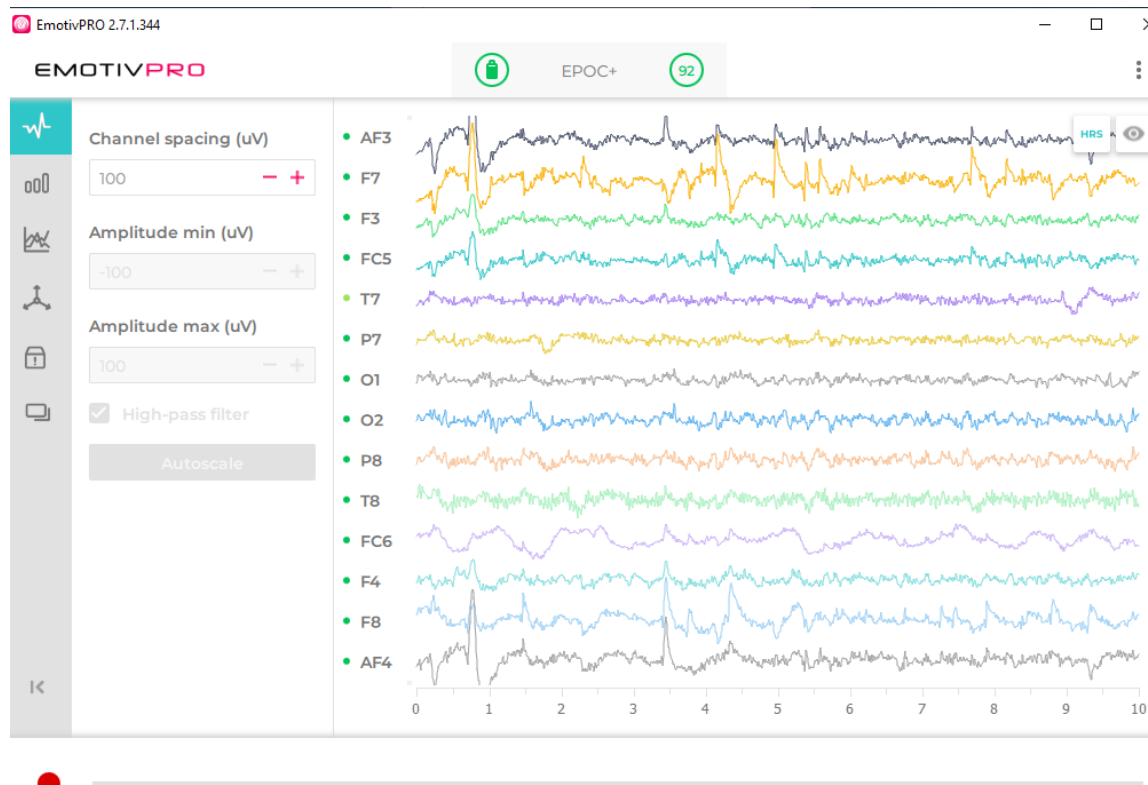 EmotivPRO 2.7.1.344
EMOTIVPRO
EPOC+
92
Channel spacing (uV)
100
Amplitude min (uV)
-100
Amplitude max (uV)
100
High-pass filter
Autoscale
HRS
AF3
F7
F3
FC5
T7
P7
O1
O2
P8
T8
FC6
F4
F8
AF4
0 1 2 3 4 5 6 7 8 9 10